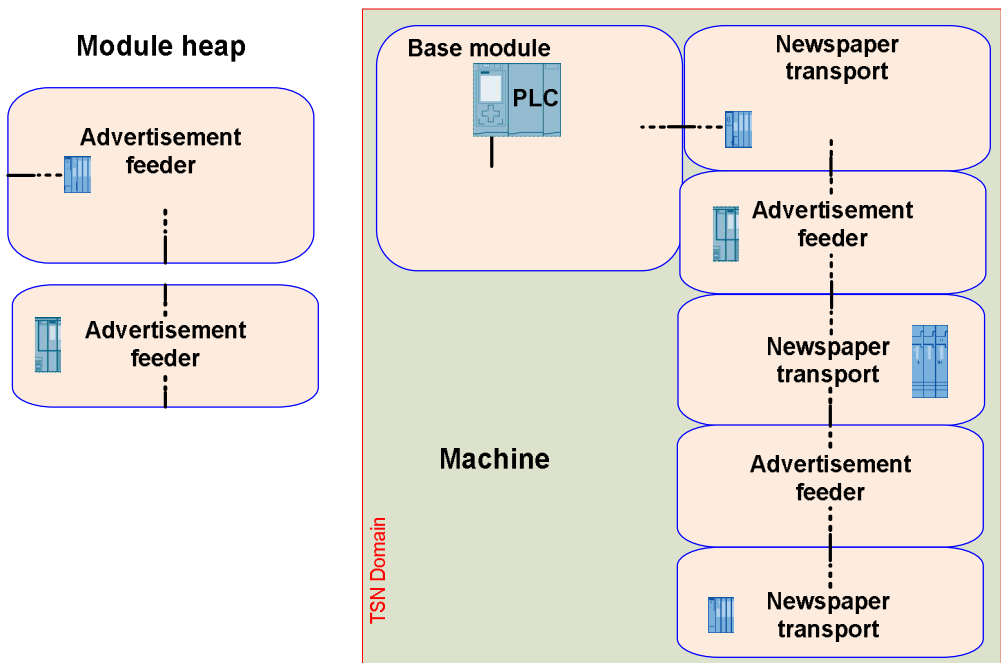 Module heap
Advertisement
feeder
Advertisement
feeder
Base module
PLC
Newspaper
transport
Advertisement
feeder
Newspaper
transport
Advertisement
feeder
Newspaper
transport
Machine
TSN Domain